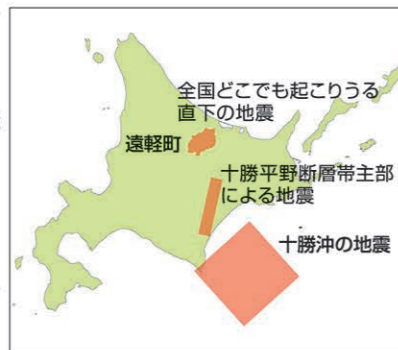 全国どこでも起こりうる
直下の地震
遠軽町
十勝平野断層帯主部
による地震
十勝沖の地震